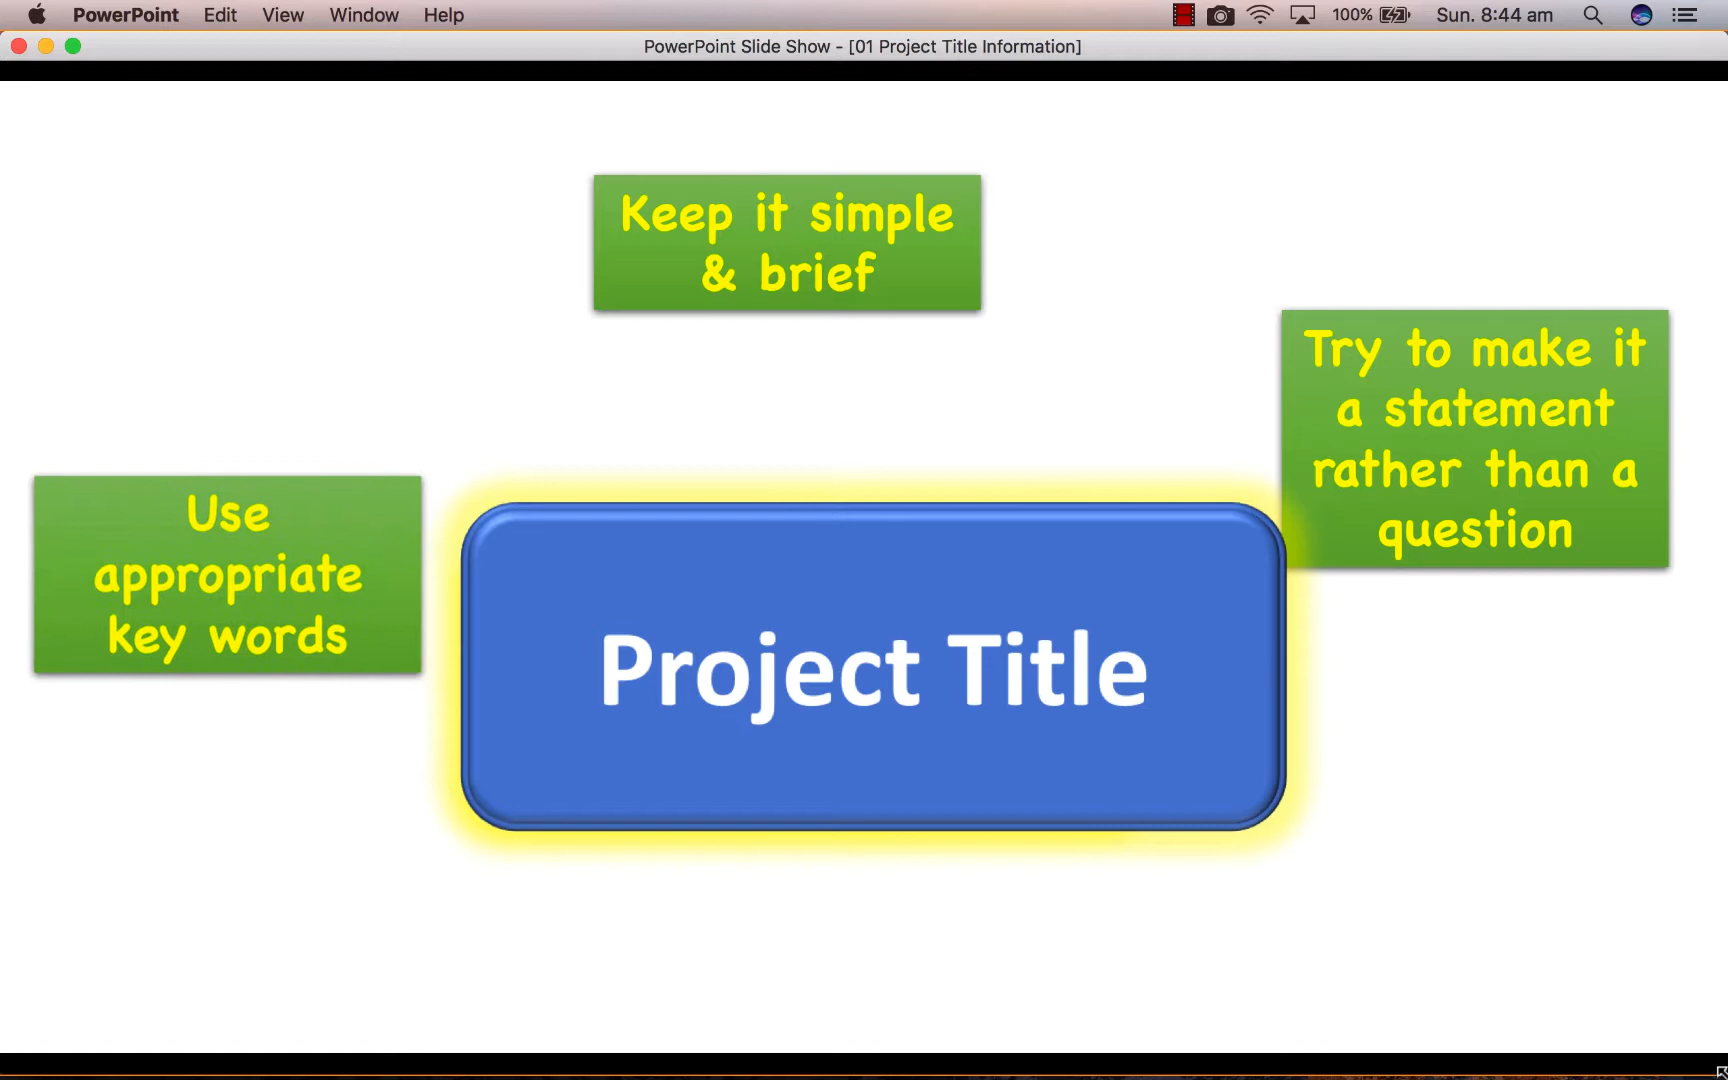 PowerPoint Edit View Window Help 100% Sun. 8:44 am
PowerPoint Slide Show - [01 Project Title Information]
Keep it simple
& brief
Try to make it
a statement
rather than a
question
Use
appropriate
key words
Project Title